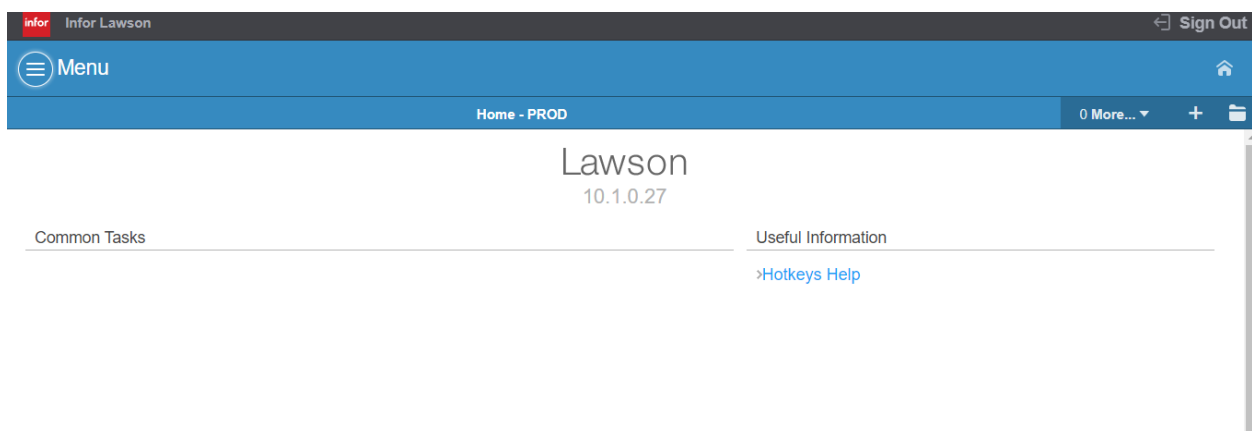 infor Infor Lawson Sign Out
Menu
Home - PROD 0 More...
Lawson
10.1.0.27
Common Tasks Useful Information
Hotkeys Help